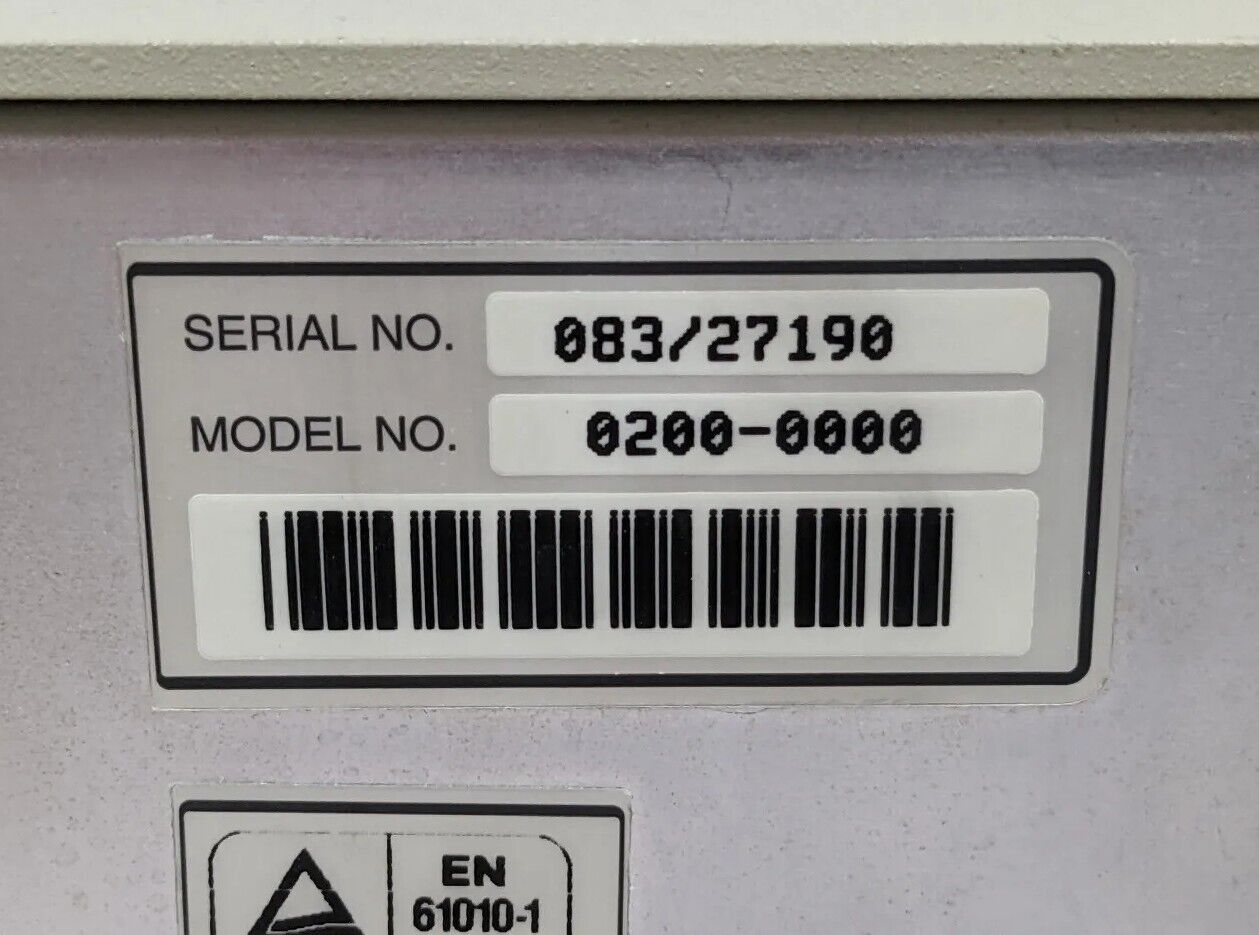 SERIAL NO. 083/27190
MODEL NO. 0200-0000
EN
61010-1